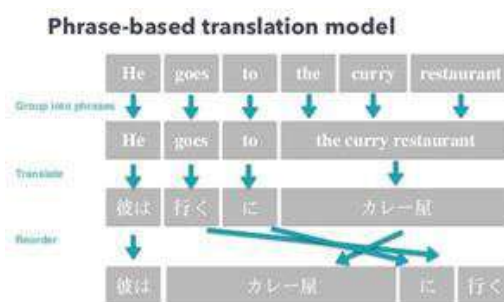 Phrase-based translation model
He goes to the curry restaurant
Group into phrases
He goes to the curry restaurant
Translate
彼は 行く に カレー屋
Reorder
彼は カレー屋 に 行く